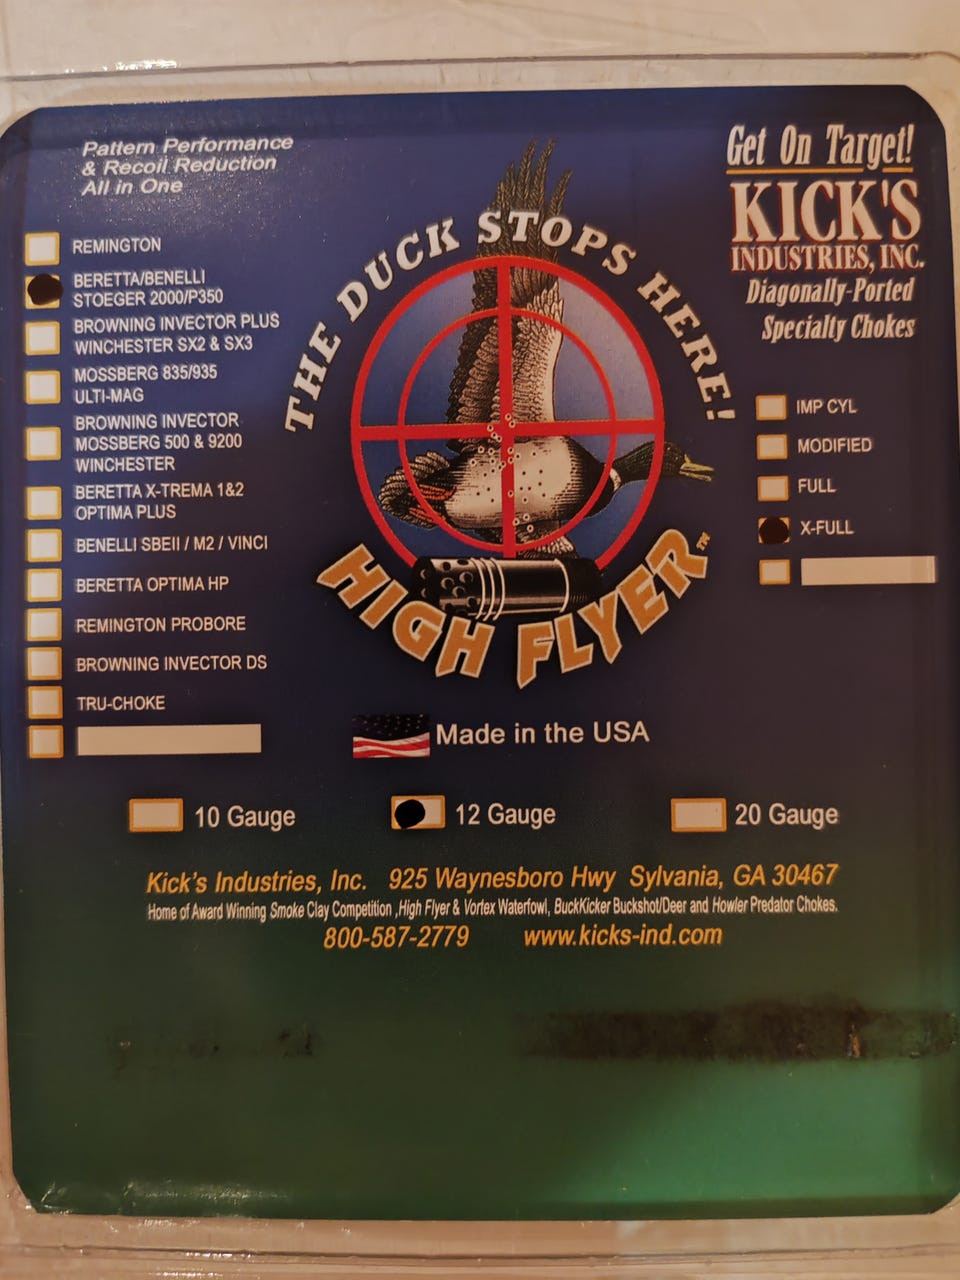 Pattern Performance
& Recoil Reduction
All in One
Get On Target!
KICK'S
INDUSTRIES, INC.
Diagonally-Ported
Specialty Chokes
THE DUCK STOPS HERE!
HIGH FLYER™
REMINGTON
BERETTA/BENELLI
STOEGER 2000/P350
BROWNING INVECTOR PLUS
WINCHESTER SX2 & SX3
MOSSBERG 835/935
ULTI-MAG
BROWNING INVECTOR
MOSSBERG 500 & 9200
WINCHESTER
BERETTA X-TREMA 1&2
OPTIMA PLUS
BENELLI SBEII / M2 / VINCI
BERETTA OPTIMA HP
REMINGTON PROBORE
BROWNING INVECTOR DS
TRU-CHOKE
IMP CYL
MODIFIED
FULL
X-FULL
Made in the USA
10 Gauge
12 Gauge
20 Gauge
Kick's Industries, Inc. 925 Waynesboro Hwy Sylvania, GA 30467
Home of Award Winning Smoke Clay Competition ,High Flyer & Vortex Waterfowl, BuckKicker Buckshot/Deer and Howler Predator Chokes.
800-587-2779 www.kicks-ind.com